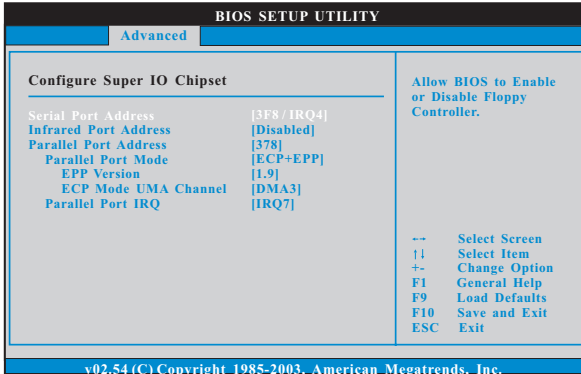 BIOS SETUP UTILITY
Advanced
Configure Super IO Chipset
Serial Port Address [3F8 / IRQ4]
Infrared Port Address [Disabled]
Parallel Port Address [378]
Parallel Port Mode [ECP+EPP]
EPP Version [1.9]
ECP Mode UMA Channel [DMA3]
Parallel Port IRQ [IRQ7]
Allow BIOS to Enable
or Disable Floppy
Controller.
←→ Select Screen
↑↓ Select Item
+- Change Option
F1 General Help
F9 Load Defaults
F10 Save and Exit
ESC Exit
v02.54 (C) Copyright 1985-2003, American Megatrends, Inc.